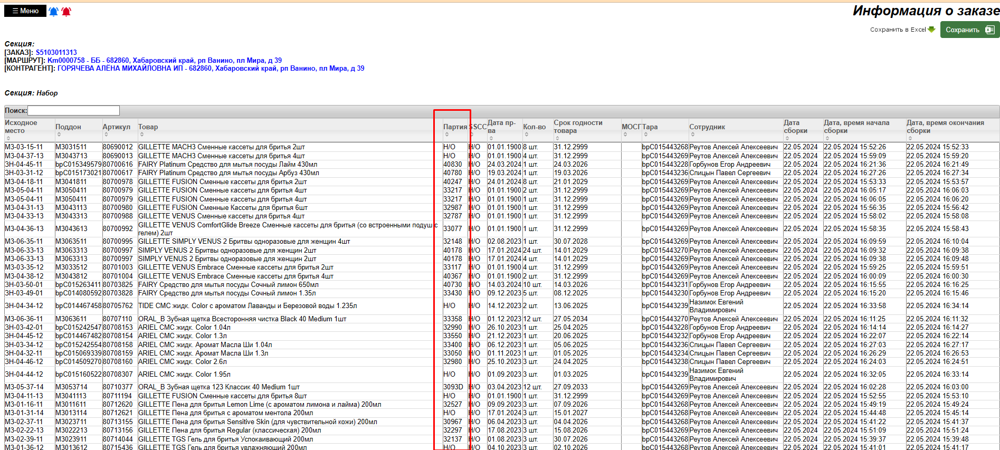 ☰ Меню
Информация о заказе
Сохранить в Excel
Сохранить
Секция:
[ЗАКАЗ]: S5103011313
[МАРШРУТ]: Km0000758 - ББ - 682860, Хабаровский край, рп Ванино, пл Мира, д 39
[КОНТРАГЕНТ]: ГОРЯЧЕВА АЛЁНА МИХАЙЛОВНА ИП - 682860, Хабаровский край, рп Ванино, пл Мира, д 39
Секция: Набор
Поиск:
Исходное место Поддон Артикул Товар Партия SSCC Дата пр-ва Кол-во Срок годности товара МОСГ Тара Сотрудник Дата сборки Дата, время начала сборки Дата, время окончания сборки
М3-03-15-11 M3031511 80690012 GILLETTE MACH3 Сменные кассеты для бритья 2шт Н/О Н/О 01.01.1900 8 шт. 31.12.2999 bpC015443268 Реутов Алексей Алексеевич 22.05.2024 22.05.2024 15:52:26 22.05.2024 15:52:33
М3-04-37-13 M3043713 80690013 GILLETTE MACH3 Сменные кассеты для бритья 4шт Н/О Н/О 01.01.1900 4 шт. 31.12.2999 bpC015443269 Реутов Алексей Алексеевич 22.05.2024 22.05.2024 15:59:09 22.05.2024 15:59:20
ЗН-04-45-11 bpC015349579 80700616 FAIRY Platinum Средство для мытья посуды Лайм 430мл 40830 Н/О 24.03.2024 1 шт. 24.03.2026 bpC015443228 Горбунов Егор Андреевич 22.05.2024 22.05.2024 16:21:36 22.05.2024 16:21:49
ЗН-03-31-12 bpC015173021 80700617 FAIRY Platinum Средство для мытья посуды Арбуз 430мл 40780 Н/О 19.03.2024 1 шт. 19.03.2026 bpC015443236 Спицын Павел Сергеевич 22.05.2024 22.05.2024 16:27:26 22.05.2024 16:27:34
М3-04-18-11 M3041811 80700978 GILLETTE FUSION Сменные кассеты для бритья 2шт 40247 Н/О 24.01.2024 8 шт. 21.01.2029 bpC015443269 Реутов Алексей Алексеевич 22.05.2024 22.05.2024 15:53:33 22.05.2024 15:53:57
М3-05-04-11 M3050411 80700979 GILLETTE FUSION Сменные кассеты для бритья 4шт 33217 Н/О 01.01.1900 2 шт. 31.12.2999 bpC015443269 Реутов Алексей Алексеевич 22.05.2024 22.05.2024 16:05:17 22.05.2024 16:06:03
М3-05-04-11 M3050411 80700979 GILLETTE FUSION Сменные кассеты для бритья 4шт 33217 Н/О 01.01.1900 1 шт. 31.12.2999 bpC015443269 Реутов Алексей Алексеевич 22.05.2024 22.05.2024 16:06:05 22.05.2024 16:06:20
М3-04-31-13 M3043113 80700980 GILLETTE FUSION Сменные Кассеты для бритья 6шт 32987 Н/О 01.01.1900 1 шт. 31.12.2999 bpC015443269 Реутов Алексей Алексеевич 22.05.2024 22.05.2024 15:56:35 22.05.2024 15:56:42
М3-04-33-13 M3043313 80700988 GILLETTE VENUS Сменные кассеты для бритья 4шт 32787 Н/О 01.01.1900 1 шт. 31.12.2999 bpC015443269 Реутов Алексей Алексеевич 22.05.2024 22.05.2024 15:58:02 22.05.2024 15:58:08
М3-04-36-13 M3043613 80700992 GILLETTE VENUS ComfortGlide Breeze Сменные кассеты для бритья (со встроенными подуш с гелем) 2шт 33077 Н/О 01.01.1900 1 шт. 31.12.2999 bpC015443269 Реутов Алексей Алексеевич 22.05.2024 22.05.2024 15:58:35 22.05.2024 15:58:43
М3-06-35-11 M3063511 80700995 GILLETTE SIMPLY VENUS 2 Бритвы одноразовые для женщин 4шт 32148 Н/О 02.08.2023 1 шт. 30.07.2028 bpC015443269 Реутов Алексей Алексеевич 22.05.2024 22.05.2024 16:09:59 22.05.2024 16:10:04
М3-06-33-13 M3063313 80700997 SIMPLY VENUS 2 Бритвы одноразовые для женщин 2шт 40178 Н/О 17.01.2024 24 шт. 14.01.2029 bpC015443270 Реутов Алексей Алексеевич 22.05.2024 22.05.2024 16:09:32 22.05.2024 16:09:38
М3-06-33-13 M3063313 80700997 SIMPLY VENUS 2 Бритвы одноразовые для женщин 2шт 40178 Н/О 17.01.2024 4 шт. 14.01.2029 bpC015443269 Реутов Алексей Алексеевич 22.05.2024 22.05.2024 16:09:38 22.05.2024 16:09:48
М3-03-35-12 M3033512 80701003 GILLETTE VENUS Embrace Сменные кассеты для бритья 2шт 33117 Н/О 01.01.1900 4 шт. 31.12.2999 bpC015443269 Реутов Алексей Алексеевич 22.05.2024 22.05.2024 15:59:25 22.05.2024 15:59:51
М3-04-38-12 M3043812 80701004 GILLETTE VENUS Embrace Сменные кассеты для бритья 4шт 40367 Н/О 01.01.1900 2 шт. 31.12.2999 bpC015443269 Реутов Алексей Алексеевич 22.05.2024 22.05.2024 16:00:09 22.05.2024 16:00:30
ЗН-03-50-01 bpC015263411 80703825 FAIRY Средство для мытья посуды Сочный лимон 650мл 40730 Н/О 14.03.2024 10 шт. 14.03.2026 bpC015443231 Горбунов Егор Андреевич 22.05.2024 22.05.2024 16:15:55 22.05.2024 16:16:25
ЗН-03-49-01 bpC014080592 80703828 FAIRY Средство для мытья посуды Сочный лимон 1.35л 33430 Н/О 09.12.2023 5 шт. 08.12.2025 bpC015443230 Горбунов Егор Андреевич 22.05.2024 22.05.2024 16:15:20 22.05.2024 16:15:46
ЗН-04-34-12 bpC014467458 80705762 TIDE СМС жидк. Color с ароматом Лаванды и Березовой воды 1.235л Н/О Н/О 14.12.2023 2 шт. 13.06.2025 bpC015443239 Назимок Евгений Владимирович 22.05.2024 22.05.2024 16:33:58 22.05.2024 16:34:14
М3-06-36-11 M3063611 80707110 ORAL_B Зубная щетка Всесторонняя чистка Black 40 Medium 1шт 33358 Н/О 01.12.2023 12 шт. 27.05.2034 bpC015443270 Реутов Алексей Алексеевич 22.05.2024 22.05.2024 16:11:25 22.05.2024 16:11:32
ЗН-03-42-01 bpC015242547 80708153 ARIEL СМС жидк. Color 1.04л 32990 Н/О 26.10.2023 1 шт. 25.04.2025 bpC015443228 Горбунов Егор Андреевич 22.05.2024 22.05.2024 16:14:14 22.05.2024 16:14:27
ЗН-04-45-12 bpC014467482 80708154 ARIEL СМС жидк. Color 1.3л 33550 Н/О 21.12.2023 1 шт. 20.06.2025 bpC015443232 Горбунов Егор Андреевич 22.05.2024 22.05.2024 16:22:07 22.05.2024 16:22:14
ЗН-03-34-12 bpC015242554 80708158 ARIEL СМС жидк. Аромат Масла Ши 1.04л 33400 Н/О 06.12.2023 1 шт. 05.06.2025 bpC015443236 Спицын Павел Сергеевич 22.05.2024 22.05.2024 16:27:03 22.05.2024 16:27:17
ЗН-04-32-11 bpC015069339 80708159 ARIEL СМС жидк. Аромат Масла Ши 1.3л 33050 Н/О 01.11.2023 1 шт. 01.05.2025 bpC015443234 Спицын Павел Сергеевич 22.05.2024 22.05.2024 16:26:29 22.05.2024 16:26:53
ЗН-04-46-12 bpC014509270 80708160 ARIEL СМС жидк. Color 2.6л 32980 Н/О 25.10.2023 3 шт. 24.04.2025 bpC015443238 Спицын Павел Сергеевич 22.05.2024 22.05.2024 16:24:03 22.05.2024 16:24:51
ЗН-04-44-12 bpC015160522 80708307 ARIEL СМС жидк. Color 1.95л Н/О Н/О 01.09.2023 3 шт. 01.03.2025 bpC015443239 Назимок Евгений Владимирович 22.05.2024 22.05.2024 16:32:05 22.05.2024 16:33:14
М3-05-37-14 M3053714 80710377 ORAL_B Зубная щетка 123 Классик 40 Medium 1шт 3093D Н/О 03.04.2023 12 шт. 27.09.2033 bpC015443269 Реутов Алексей Алексеевич 22.05.2024 22.05.2024 16:02:28 22.05.2024 16:03:00
М3-04-11-13 M3041113 80711194 GILLETTE FUSION Сменные кассеты для бритья 8шт Н/О Н/О 01.01.1900 1 шт. 31.12.2999 bpC015443269 Реутов Алексей Алексеевич 22.05.2024 22.05.2024 15:52:55 22.05.2024 15:53:10
М3-01-16-11 M3011611 80712620 GILLETTE Пена для бритья Lemon Lime (с ароматом лимона и лайма) 200мл 32527 Н/О 09.09.2023 3 шт. 07.09.2026 bpC015443268 Реутов Алексей Алексеевич 22.05.2024 22.05.2024 15:49:19 22.05.2024 15:49:24
М3-01-31-14 M3013114 80712621 GILLETTE Пена для бритья с ароматом ментола 200мл Н/О Н/О 17.01.2024 3 шт. 15.01.2027 bpC015443268 Реутов Алексей Алексеевич 22.05.2024 22.05.2024 15:44:48 22.05.2024 15:45:14
М3-02-37-11 M3023711 80713155 GILLETTE Пена для бритья Sensitive Skin (для чувствительной кожи) 200мл 30967 Н/О 06.04.2023 3 шт. 04.04.2026 bpC015443268 Реутов Алексей Алексеевич 22.05.2024 22.05.2024 15:41:22 22.05.2024 15:41:37
М3-02-22-13 M3022213 80713156 GILLETTE Пена для бритья Regular (классическая) 200мл 32297 Н/О 17.08.2023 3 шт. 15.08.2026 bpC015443268 Реутов Алексей Алексеевич 22.05.2024 22.05.2024 15:51:09 22.05.2024 15:51:24
М3-02-39-11 M3023911 80714044 GILLETTE TGS Гель для бритья Успокаивающий 200мл 32137 Н/О 01.08.2023 3 шт. 30.07.2026 bpC015443268 Реутов Алексей Алексеевич 22.05.2024 22.05.2024 15:39:37 22.05.2024 15:39:48
М3-01-36-12 M3013612 80715436 GILLETTE TGS Гель для бритья увлажняющий 200мл Н/О Н/О 04.10.2023 3 шт. 02.10.2026 bpC015443268 Реутов Алексей Алексеевич 22.05.2024 22.05.2024 15:41:01 22.05.2024 15:41:17